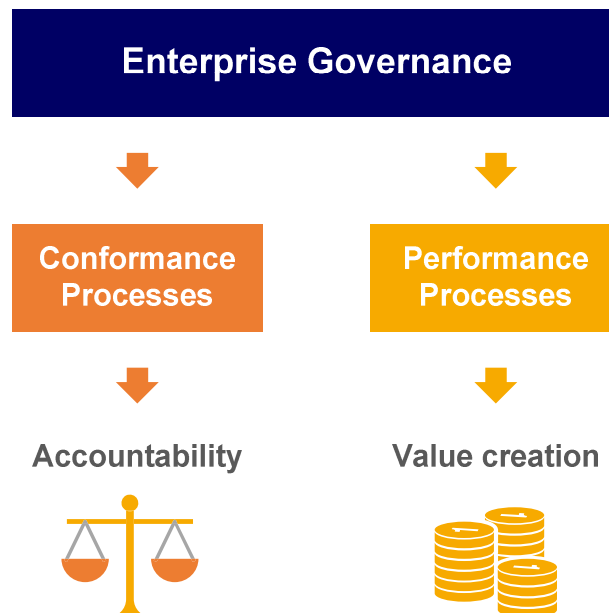 Enterprise Governance
Conformance
Processes
Performance
Processes
Accountability
Value creation